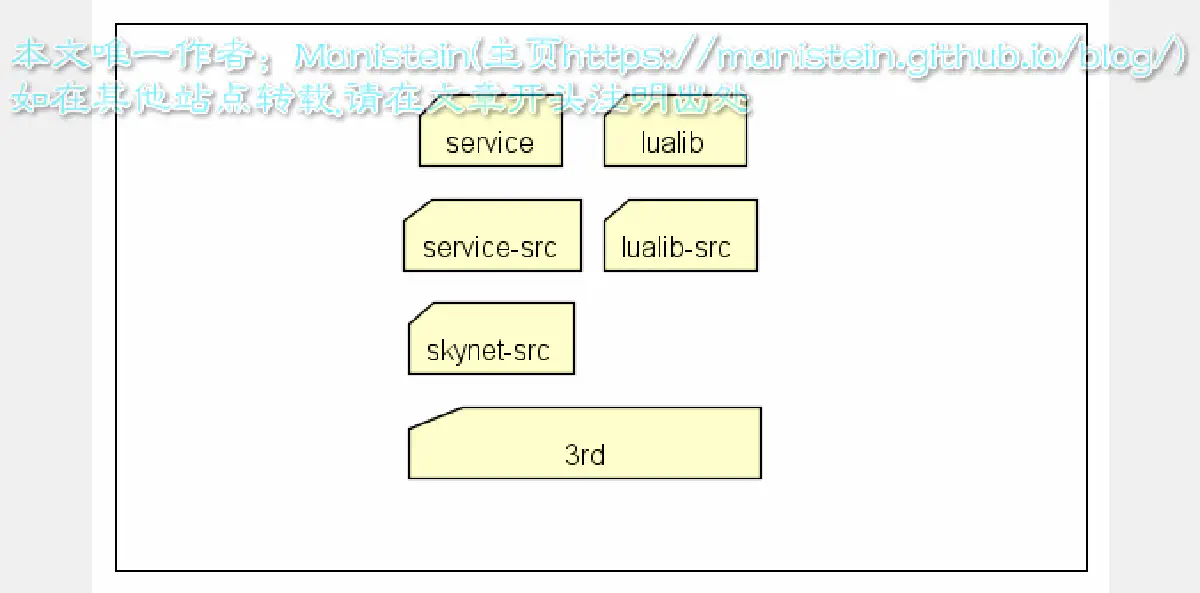 本文唯一作者：Manistein(主页https://manistein.github.io/blog/)
如在其他站点转载,请在文章开头注明出处
service lualib
service-src lualib-src
skynet-src
3rd